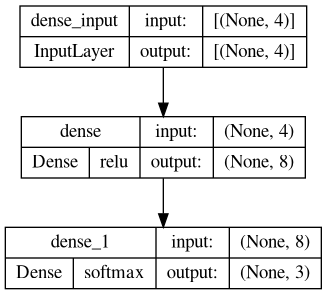 dense_input input: [(None, 4)]
InputLayer output: [(None, 4)]
dense input: (None, 4)
Dense relu output: (None, 8)
dense_1 input: (None, 8)
Dense softmax output: (None, 3)